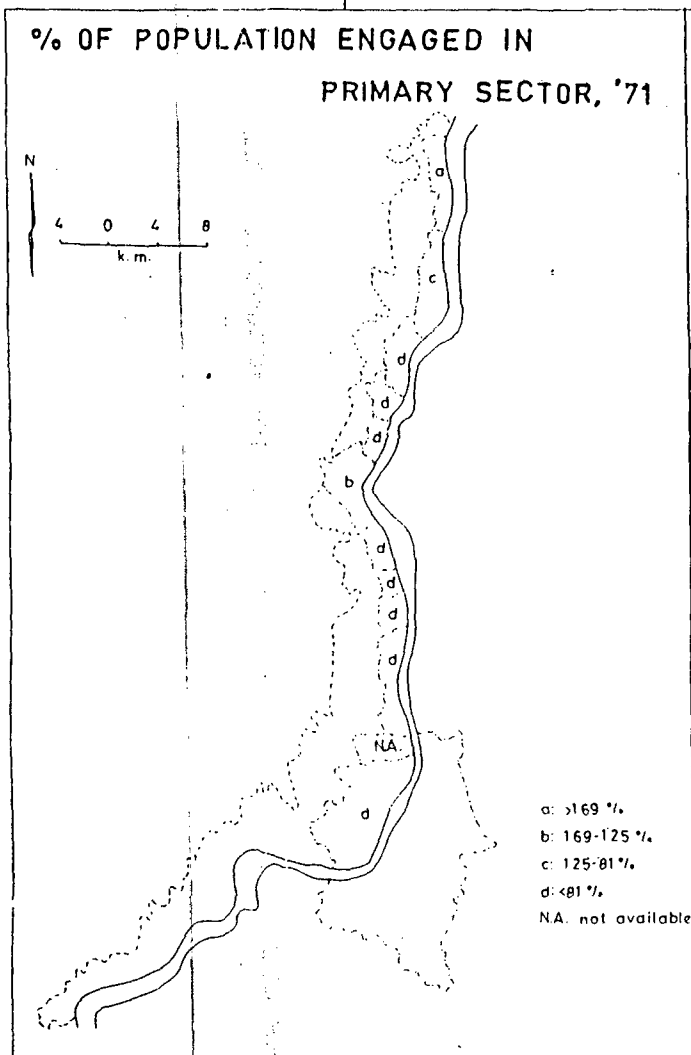 % OF POPULATION ENGAGED IN
PRIMARY SECTOR, '71
N
4 0 4 8
k.m.
a
c
d
d
d
b
d
d
d
d
N.A.
d
a: >169 %
b: 169-125 %
c: 125-81 %
d: <81 %
N.A. not available